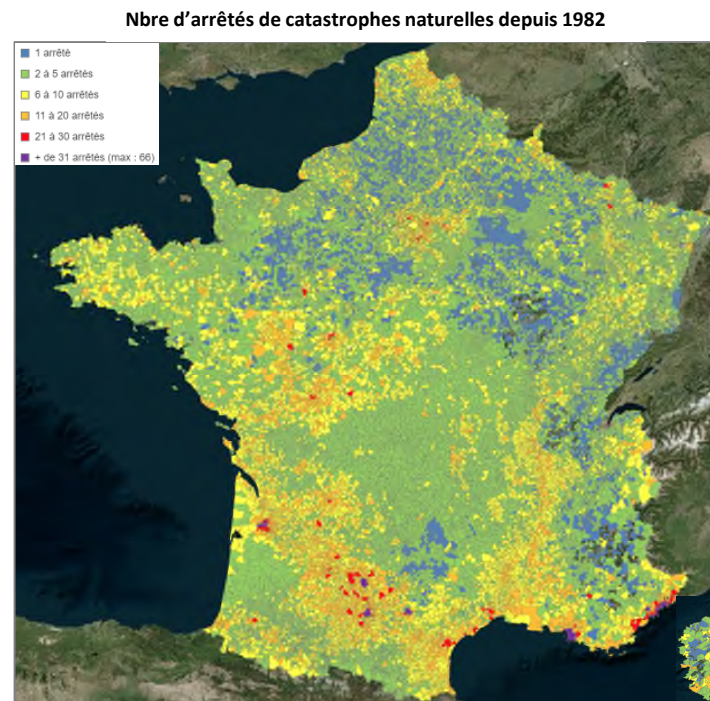 Nbre d’arrêtés de catastrophes naturelles depuis 1982
1 arrêté
2 à 5 arrêtés
6 à 10 arrêtés
11 à 20 arrêtés
21 à 30 arrêtés
+ de 31 arrêtés (max : 66)